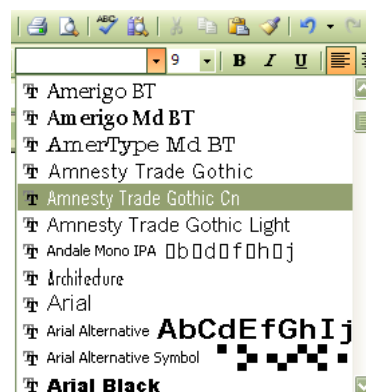 ABC
9 B I U
Amerigo BT
Amerigo Md BT
AmerType Md BT
Amnesty Trade Gothic
Amnesty Trade Gothic Cn
Amnesty Trade Gothic Light
Andale Mono IPA ▯b▯d▯f▯h▯j
Architecture
Arial
Arial Alternative AbCdEfGhIj
Arial Alternative Symbol
Arial Black